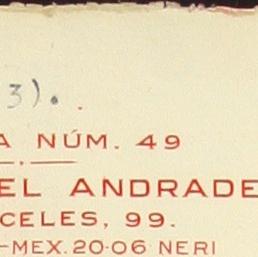 3).
A NÚM. 49
EL ANDRADE
CELES, 99.
-MEX. 20-06 NERI